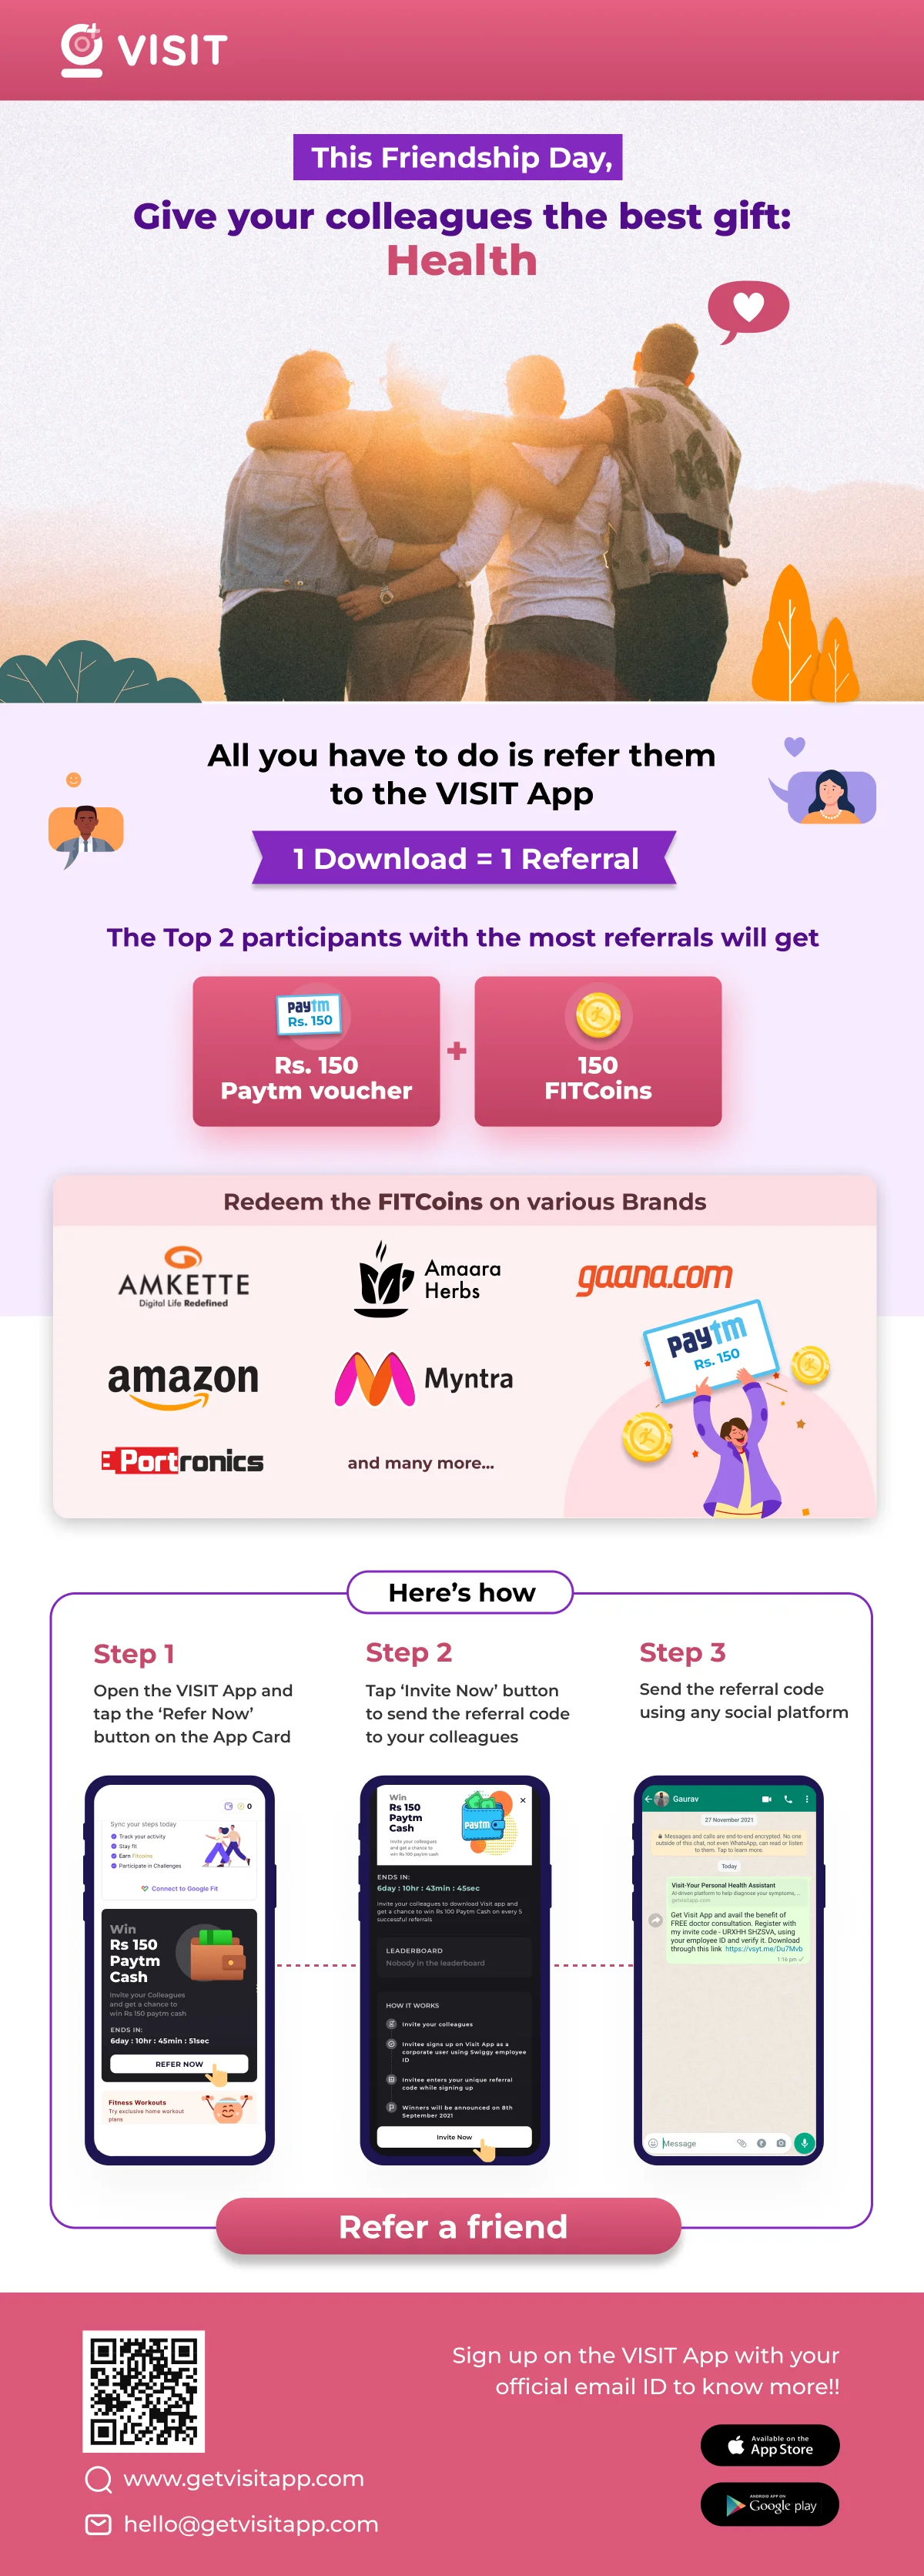 VISIT
This Friendship Day,
Give your colleagues the best gift:
Health
All you have to do is refer them
to the VISIT App
1 Download = 1 Referral
The Top 2 participants with the most referrals will get
paytm
Rs. 150
Rs. 150
Paytm voucher
150
FITCoins
Redeem the FITCoins on various Brands
AMKETTE
Digital Life Redefined
Amaara
Herbs
gaana.com
amazon
Myntra
paytm
Rs. 150
Portronics
and many more...
Here's how
Step 1
Open the VISIT App and
tap the 'Refer Now'
button on the App Card
0
Sync your steps today
Track your activity
Stay fit
Earn Fitcoins
Participate in Challenges
Connect to Google Fit
Win
Rs 150
Paytm
Cash
Invite your Colleagues
and get a chance to
win Rs 150 paytm cash
ENDS IN:
6day : 10hr : 45min : 51sec
REFER NOW
Fitness Workouts
Try exclusive home workout
plans
Step 2
Tap 'Invite Now' button
to send the referral code
to your colleagues
Win
Rs 150
Paytm
Cash
Invite your colleagues
and get a chance to
win Rs 150 paytm cash
paytm
ENDS IN:
6day : 10hr : 43min : 45sec
Invite your colleagues to download Visit app and
get a chance to win Rs 100 Paytm Cash on every 5
successful referrals
LEADERBOARD
Nobody in the leaderboard
HOW IT WORKS
Invite your colleagues
Invitee signs up on Visit App as a
corporate user using Swiggy employee
ID
Invitee enters your unique referral
code while signing up
Winners will be announced on 8th
September 2021
Invite Now
Step 3
Send the referral code
using any social platform
Gaurav
27 November 2021
Messages and calls are end-to-end encrypted. No one
outside of this chat, not even WhatsApp, can read or listen
to them. Tap to learn more.
Today
Visit-Your Personal Health Assistant
AI driven platform to help diagnose your symptoms, ...
getvisitapp.com
Get Visit App and avail the benefit of
FREE doctor consultation. Register with
my invite code - URXHH SHZSVA, using
your employee ID and verify it. Download
through this link https://vsyt.me/Du7Mvb
1:16 pm
Message
Refer a friend
Sign up on the VISIT App with your
official email ID to know more!!
Available on the
App Store
ANDROID APP ON
Google play
www.getvisitapp.com
hello@getvisitapp.com